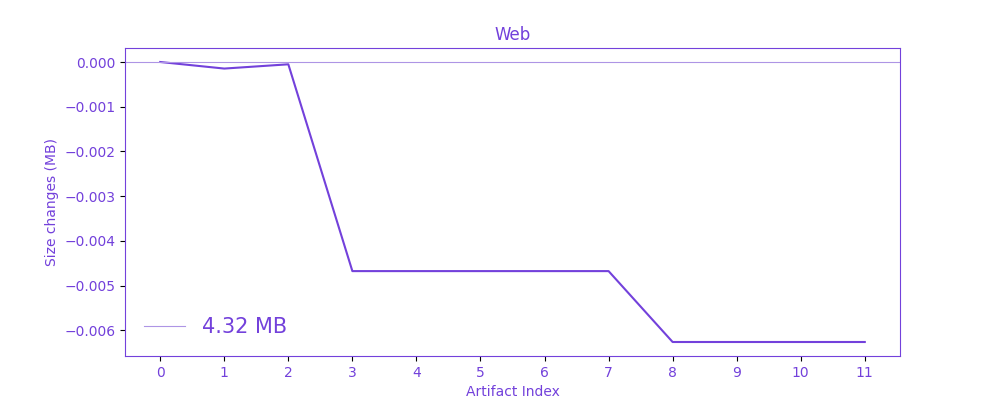 Web
0.000
−0.001
−0.002
−0.003
−0.004
−0.005
−0.006
Size changes (MB)
4.32 MB
0 1 2 3 4 5 6 7 8 9 10 11
Artifact Index